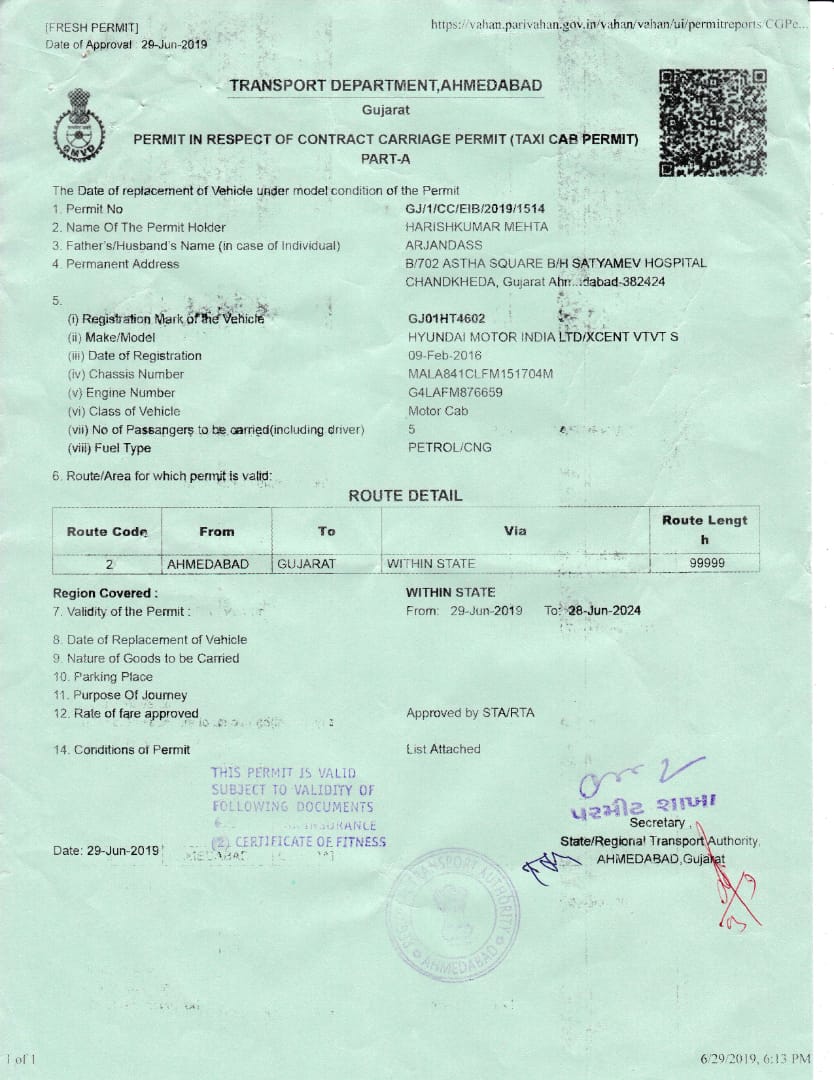 [FRESH PERMIT]
https://vahan.parivahan.gov.in/vahan/vahan/ui/permitreports/CGPe...
Date of Approval : 29-Jun-2019
TRANSPORT DEPARTMENT,AHMEDABAD
Gujarat
GMVD
PERMIT IN RESPECT OF CONTRACT CARRIAGE PERMIT (TAXI CAB PERMIT)
PART-A
The Date of replacement of Vehicle under model condition of the Permit
1. Permit No GJ/1/CC/EIB/2019/1514
2. Name Of The Permit Holder HARISHKUMAR MEHTA
3. Father's/Husband's Name (in case of Individual) ARJANDASS
4. Permanent Address B/702 ASTHA SQUARE B/H SATYAMEV HOSPITAL
CHANDKHEDA, Gujarat Ahm...dabad-382424
5.
(i) Registration Mark of the Vehicle GJ01HT4602
(ii) Make/Model HYUNDAI MOTOR INDIA LTD/XCENT VTVT S
(iii) Date of Registration 09-Feb-2016
(iv) Chassis Number MALA841CLFM151704M
(v) Engine Number G4LAFM876659
(vi) Class of Vehicle Motor Cab
(vii) No of Passangers to be carried(including driver) 5
(viii) Fuel Type PETROL/CNG
6. Route/Area for which permit is valid:
ROUTE DETAIL
Route Code From To Via Route Lengt
h
2 AHMEDABAD GUJARAT WITHIN STATE 99999
Region Covered : WITHIN STATE
7. Validity of the Permit : From: 29-Jun-2019 To: 28-Jun-2024
8. Date of Replacement of Vehicle
9. Nature of Goods to be Carried
10. Parking Place
11. Purpose Of Journey
12. Rate of fare approved Approved by STA/RTA
14. Conditions of Permit List Attached
THIS PERMIT IS VALID
SUBJECT TO VALIDITY OF
FOLLOWING DOCUMENTS
INSURANCE
(2) CERTIFICATE OF FITNESS
પરમીટ શાખા
Secretary,
State/Regional Transport Authority,
AHMEDABAD,Gujarat
Date: 29-Jun-2019
TRANSPORT AUTHORITY
AHMEDABAD
1 of 1
6/29/2019, 6:13 PM